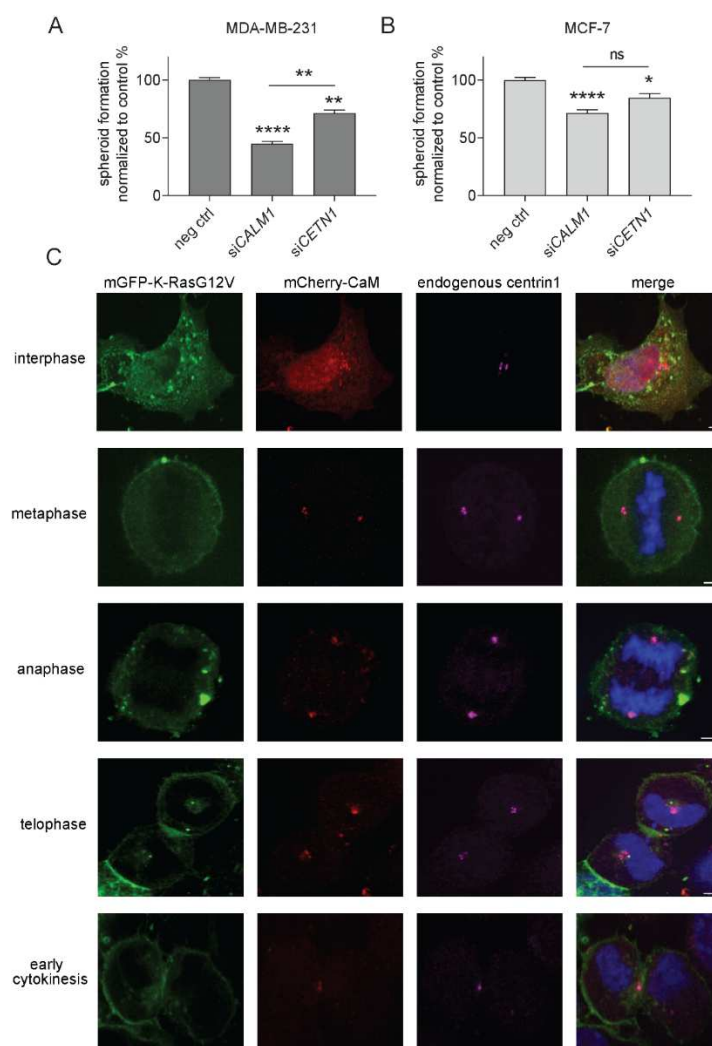 A
MDA-MB-231
spheroid formation
normalized to control %
100
50
0
**
****
**
neg ctrl
siCALM1
siCETN1
B
MCF-7
spheroid formation
normalized to control %
100
50
0
ns
****
*
neg ctrl
siCALM1
siCETN1
C
mGFP-K-RasG12V
mCherry-CaM
endogenous centrin1
merge
interphase
metaphase
anaphase
telophase
early
cytokinesis